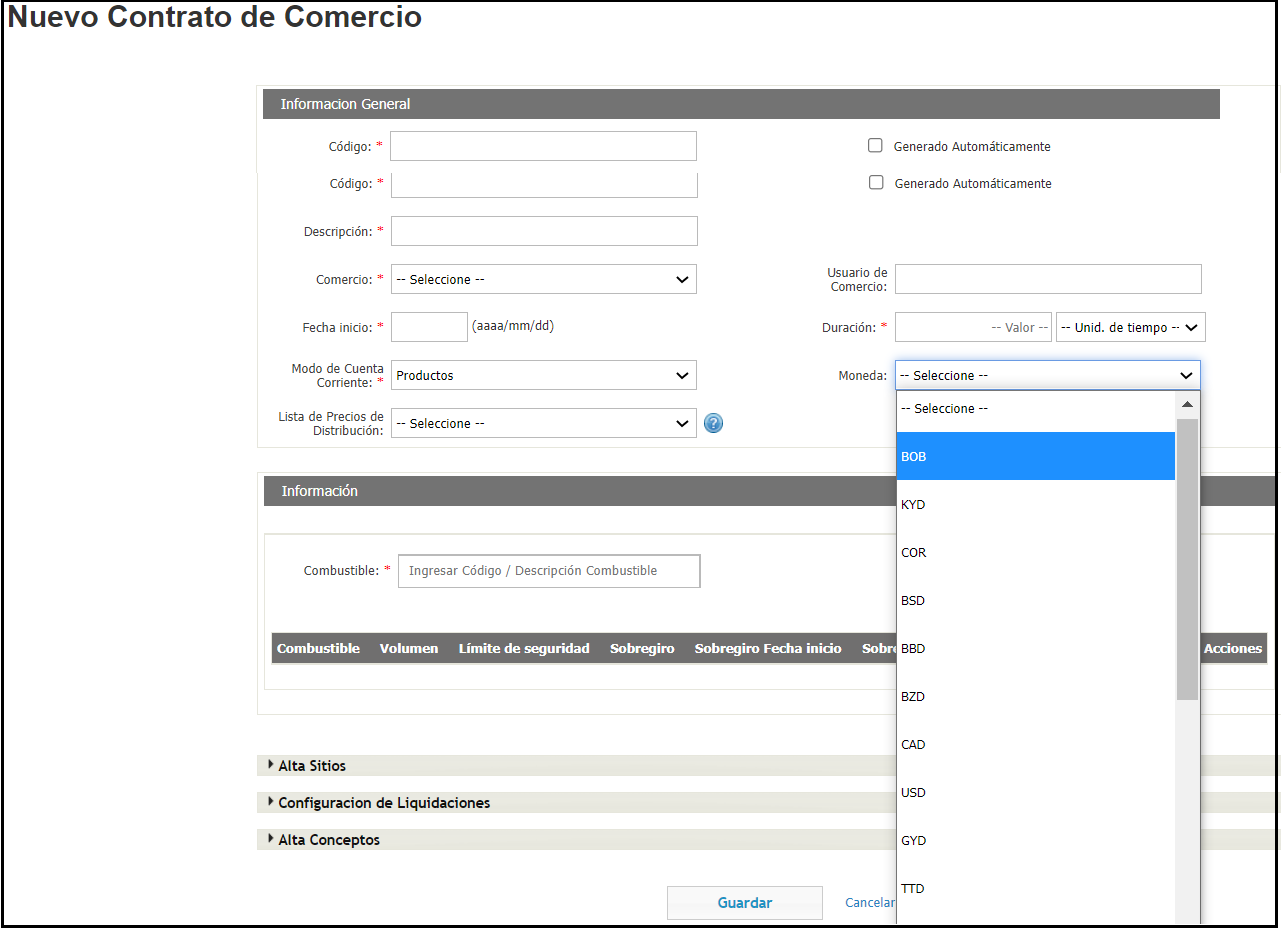 Nuevo Contrato de Comercio
Informacion General
Código: *
Generado Automáticamente
Código: *
Generado Automáticamente
Descripción: *
Comercio: * -- Seleccione --
Usuario de
Comercio:
Fecha inicio: * (aaaa/mm/dd)
Duración: * -- Valor -- -- Unid. de tiempo --
Modo de Cuenta
Corriente: * Productos
Moneda: -- Seleccione --
Lista de Precios de
Distribución: -- Seleccione --
?
-- Seleccione --
BOB
KYD
COR
BSD
BBD
BZD
CAD
USD
GYD
TTD
Información
Combustible: * Ingresar Código / Descripción Combustible
Combustible Volumen Límite de seguridad Sobregiro Sobregiro Fecha inicio Sobre Acciones
Alta Sitios
Configuracion de Liquidaciones
Alta Conceptos
Guardar Cancelar